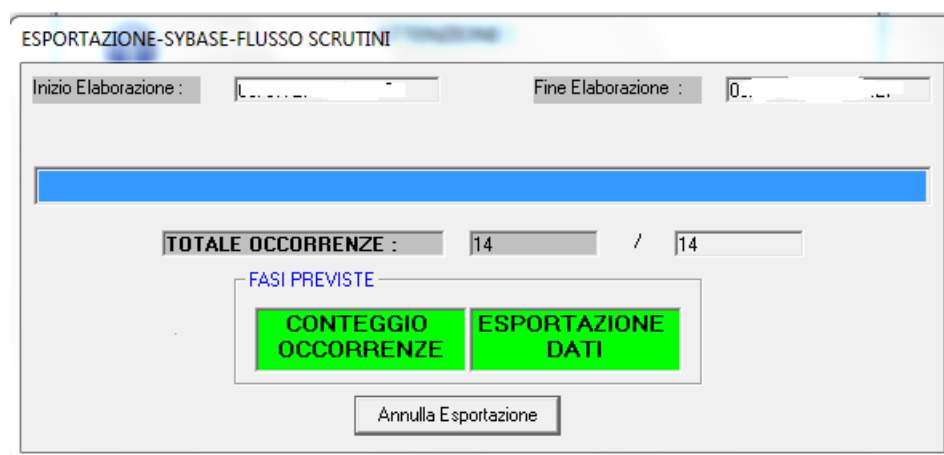 ESPORTAZIONE-SYBASE-FLUSSO SCRUTINI
Inizio Elaborazione : Fine Elaborazione :
TOTALE OCCORRENZE : 14 / 14
FASI PREVISTE
CONTEGGIO ESPORTAZIONE
OCCORRENZE DATI
Annulla Esportazione